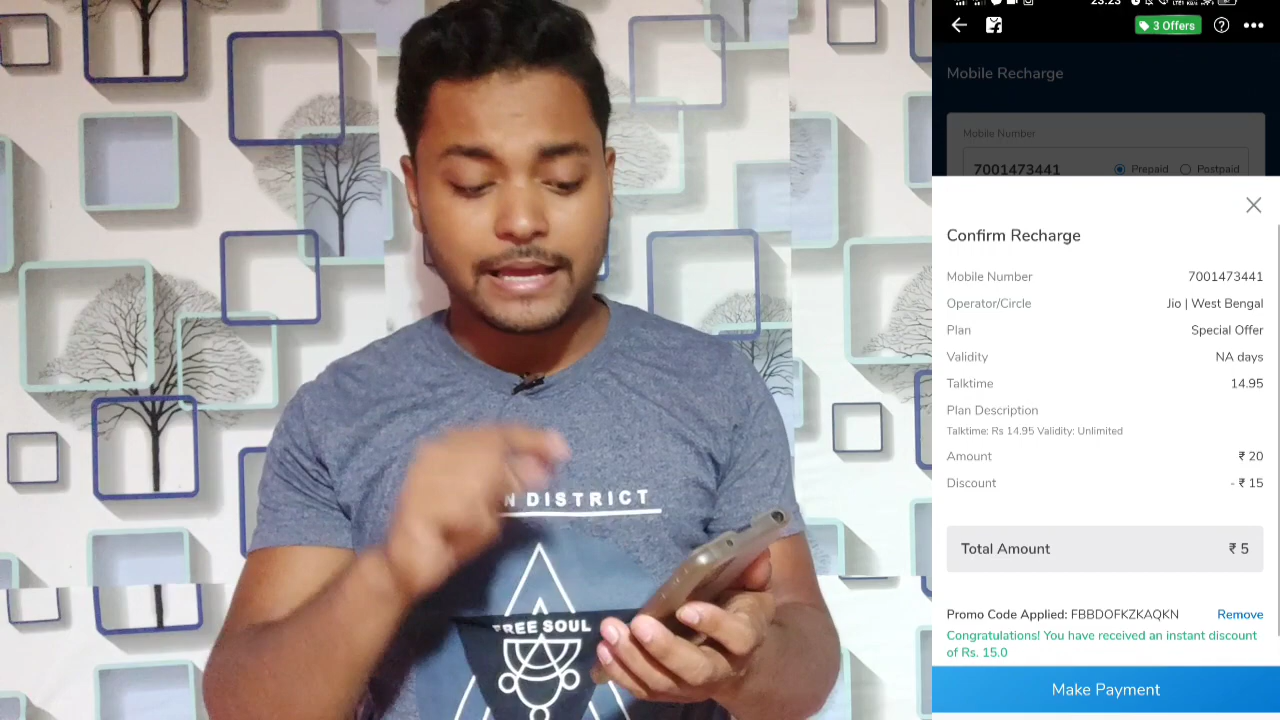 N DISTRICT
FREE SOUL
23:23
3 Offers
Mobile Recharge
Mobile Number
7001473441 Prepaid Postpaid
Confirm Recharge
Mobile Number 7001473441
Operator/Circle Jio | West Bengal
Plan Special Offer
Validity NA days
Talktime 14.95
Plan Description
Talktime: Rs 14.95 Validity: Unlimited
Amount ₹ 20
Discount - ₹ 15
Total Amount ₹ 5
Promo Code Applied: FBBDOFKZKAQKN Remove
Congratulations! You have received an instant discount
of Rs. 15.0
Make Payment